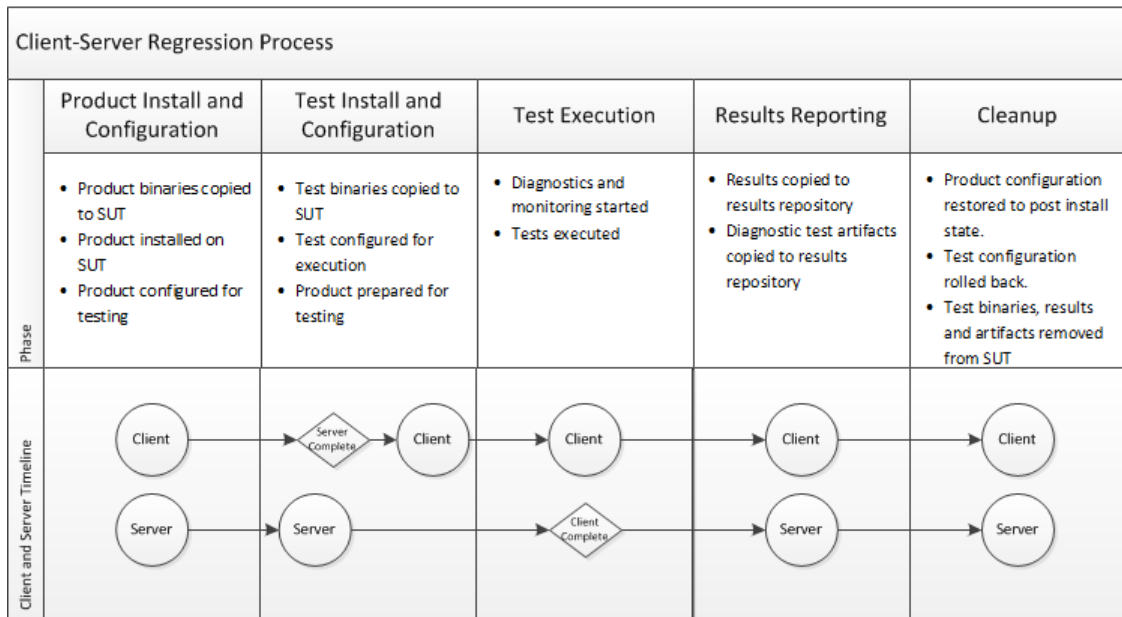 Client-Server Regression Process
Phase
Product Install and
Configuration
Test Install and
Configuration
Test Execution
Results Reporting
Cleanup
• Product binaries copied
to SUT
• Product installed on
SUT
• Product configured for
testing
• Test binaries copied to
SUT
• Test configured for
execution
• Product prepared for
testing
• Diagnostics and
monitoring started
• Tests executed
• Results copied to
results repository
• Diagnostic test artifacts
copied to results
repository
• Product configuration
restored to post install
state.
• Test configuration
rolled back.
• Test binaries, results
and artifacts removed
from SUT
Client and Server Timeline
Client
Server
Complete
Client
Client
Client
Client
Server
Server
Client
Complete
Server
Server